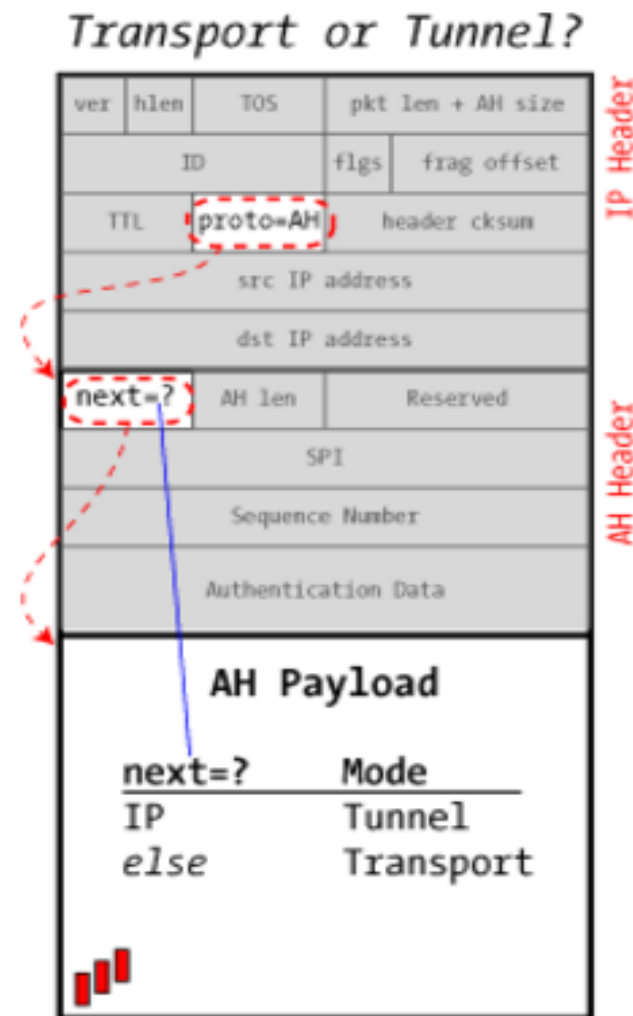 Transport or Tunnel?
ver hlen TOS pkt len + AH size
ID flgs frag offset
TTL proto=AH header cksum
src IP address
dst IP address
IP Header
next=? AH len Reserved
SPI
Sequence Number
Authentication Data
AH Header
AH Payload
next=? Mode
IP Tunnel
else Transport